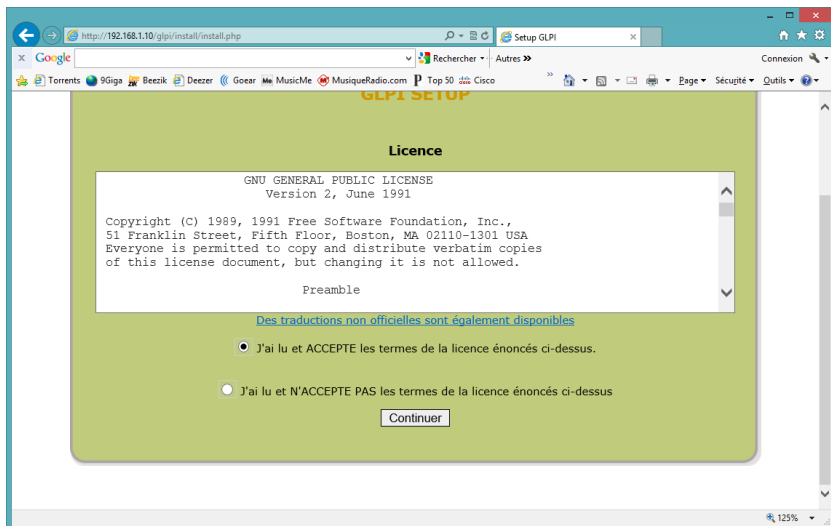 http://192.168.1.10/glpi/install/install.php
Setup GLPI
x Google
Rechercher
Autres »
Connexion
Torrents 9Giga Beezik Deezer Goear MusicMe MusiqueRadio.com Top 50 Cisco » Page Sécurité Outils
GLPI SETUP
Licence
GNU GENERAL PUBLIC LICENSE
Version 2, June 1991
Copyright (C) 1989, 1991 Free Software Foundation, Inc.,
51 Franklin Street, Fifth Floor, Boston, MA 02110-1301 USA
Everyone is permitted to copy and distribute verbatim copies
of this license document, but changing it is not allowed.
Preamble
Des traductions non officielles sont également disponibles
J'ai lu et ACCEPTE les termes de la licence énoncés ci-dessus.
J'ai lu et N'ACCEPTE PAS les termes de la licence énoncés ci-dessus
Continuer
125%